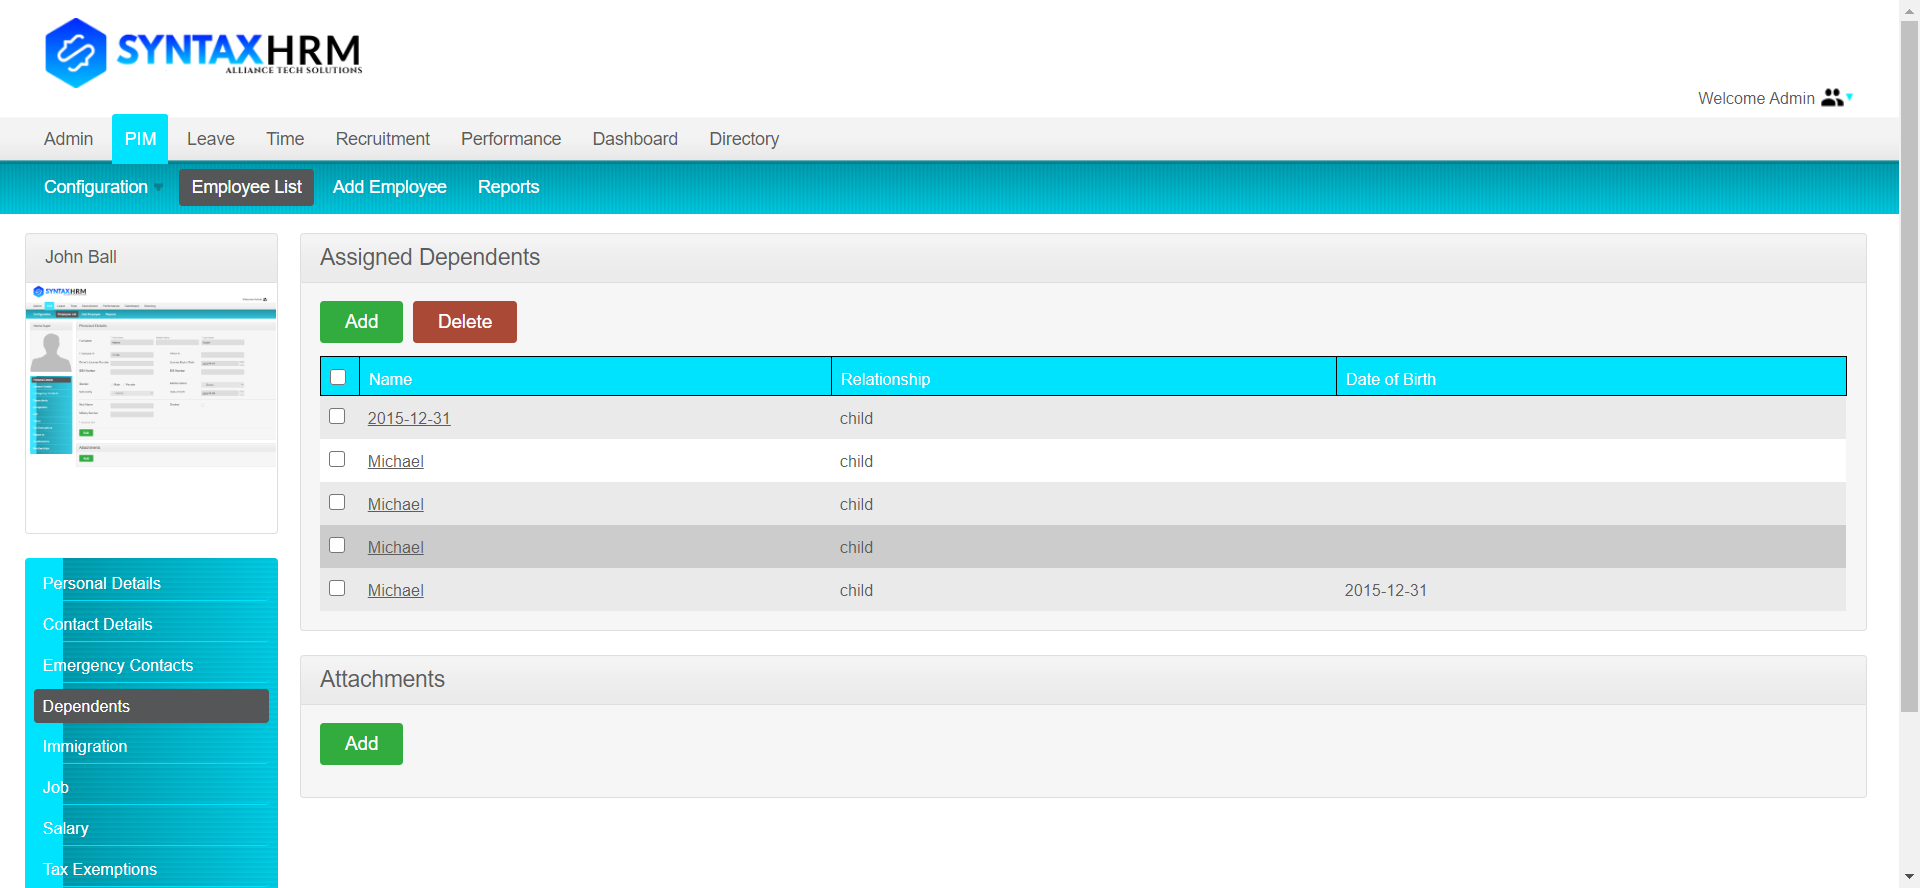 SYNTAXHRM
ALLIANCE TECH SOLUTIONS
Welcome Admin
Admin PIM Leave Time Recruitment Performance Dashboard Directory
Configuration Employee List Add Employee Reports
John Ball
SYNTAXHRM
Personal Details
Contact Details
Emergency Contacts
Dependents
Immigration
Job
Salary
Tax Exemptions
Assigned Dependents
Add Delete
Name Relationship Date of Birth
2015-12-31 child
Michael child
Michael child
Michael child
Michael child 2015-12-31
Attachments
Add